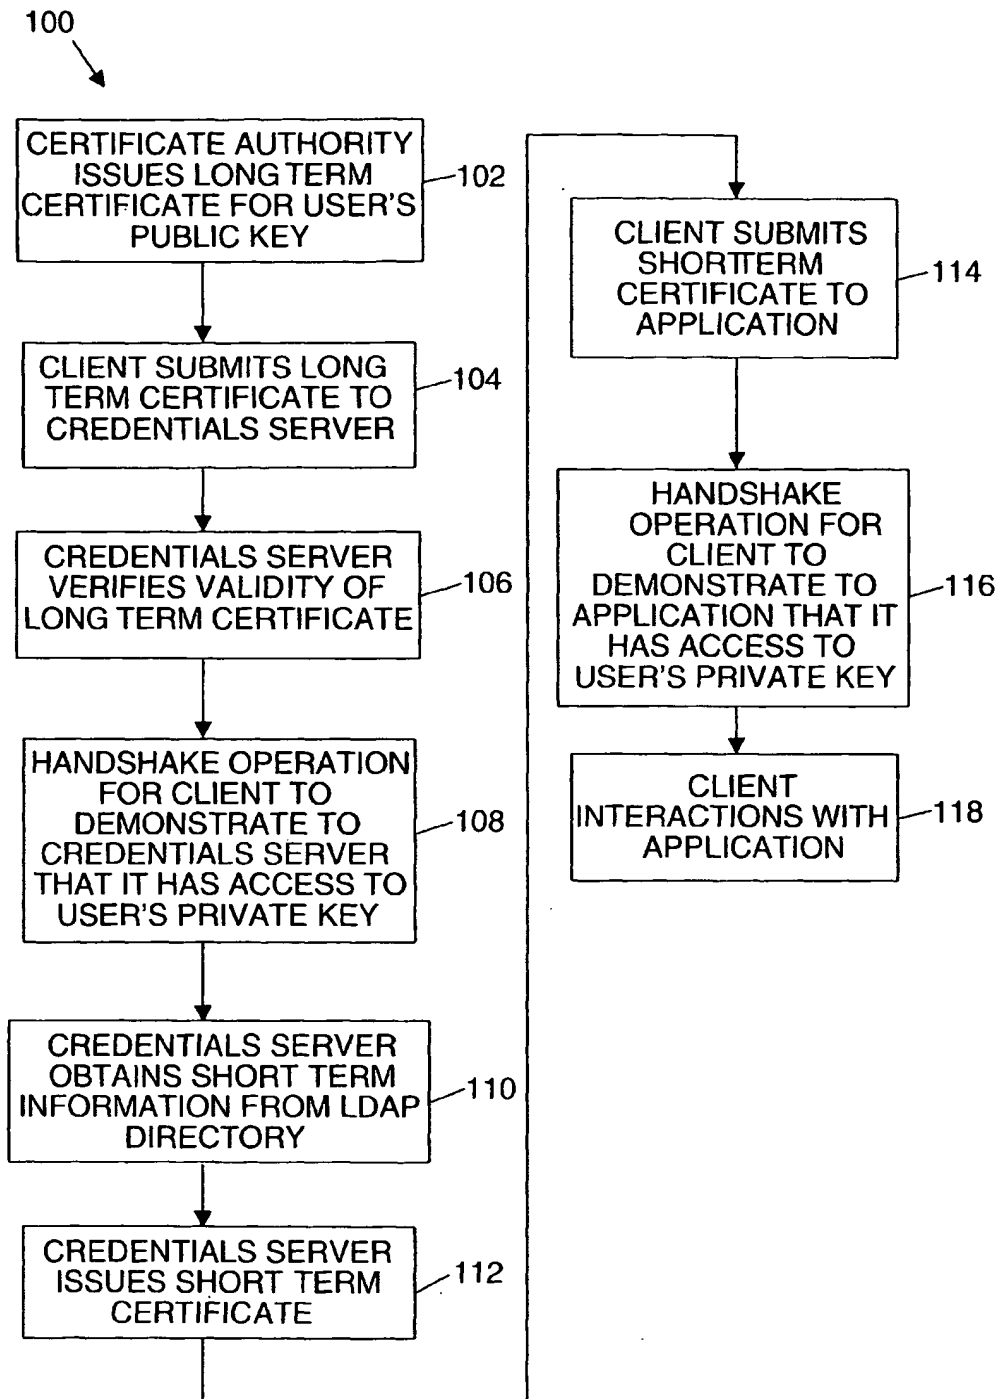 100
CERTIFICATE AUTHORITY
ISSUES LONG TERM
CERTIFICATE FOR USER'S
PUBLIC KEY
102
CLIENT SUBMITS LONG
TERM CERTIFICATE TO
CREDENTIALS SERVER
104
CREDENTIALS SERVER
VERIFIES VALIDITY OF
LONG TERM CERTIFICATE
106
HANDSHAKE OPERATION
FOR CLIENT TO
DEMONSTRATE TO
CREDENTIALS SERVER
THAT IT HAS ACCESS TO
USER'S PRIVATE KEY
108
CREDENTIALS SERVER
OBTAINS SHORT TERM
INFORMATION FROM LDAP
DIRECTORY
110
CREDENTIALS SERVER
ISSUES SHORT TERM
CERTIFICATE
112
CLIENT SUBMITS
SHORT TERM
CERTIFICATE TO
APPLICATION
114
HANDSHAKE
OPERATION FOR
CLIENT TO
DEMONSTRATE TO
APPLICATION THAT IT
HAS ACCESS TO
USER'S PRIVATE KEY
116
CLIENT
INTERACTIONS WITH
APPLICATION
118